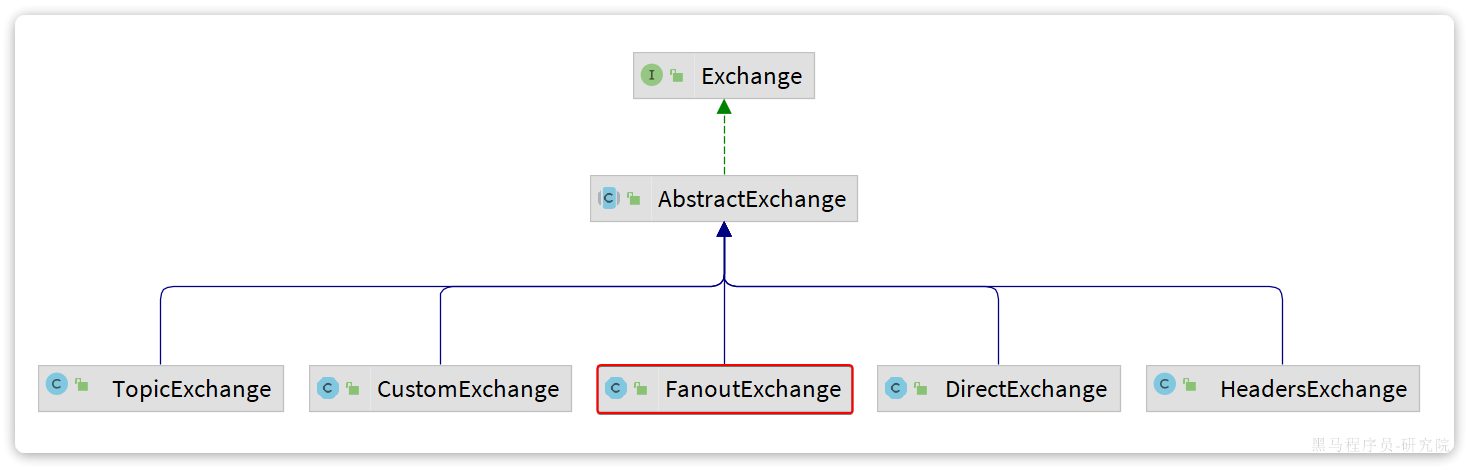 Exchange
AbstractExchange
TopicExchange
CustomExchange
FanoutExchange
DirectExchange
HeadersExchange
黑马程序员-研究院